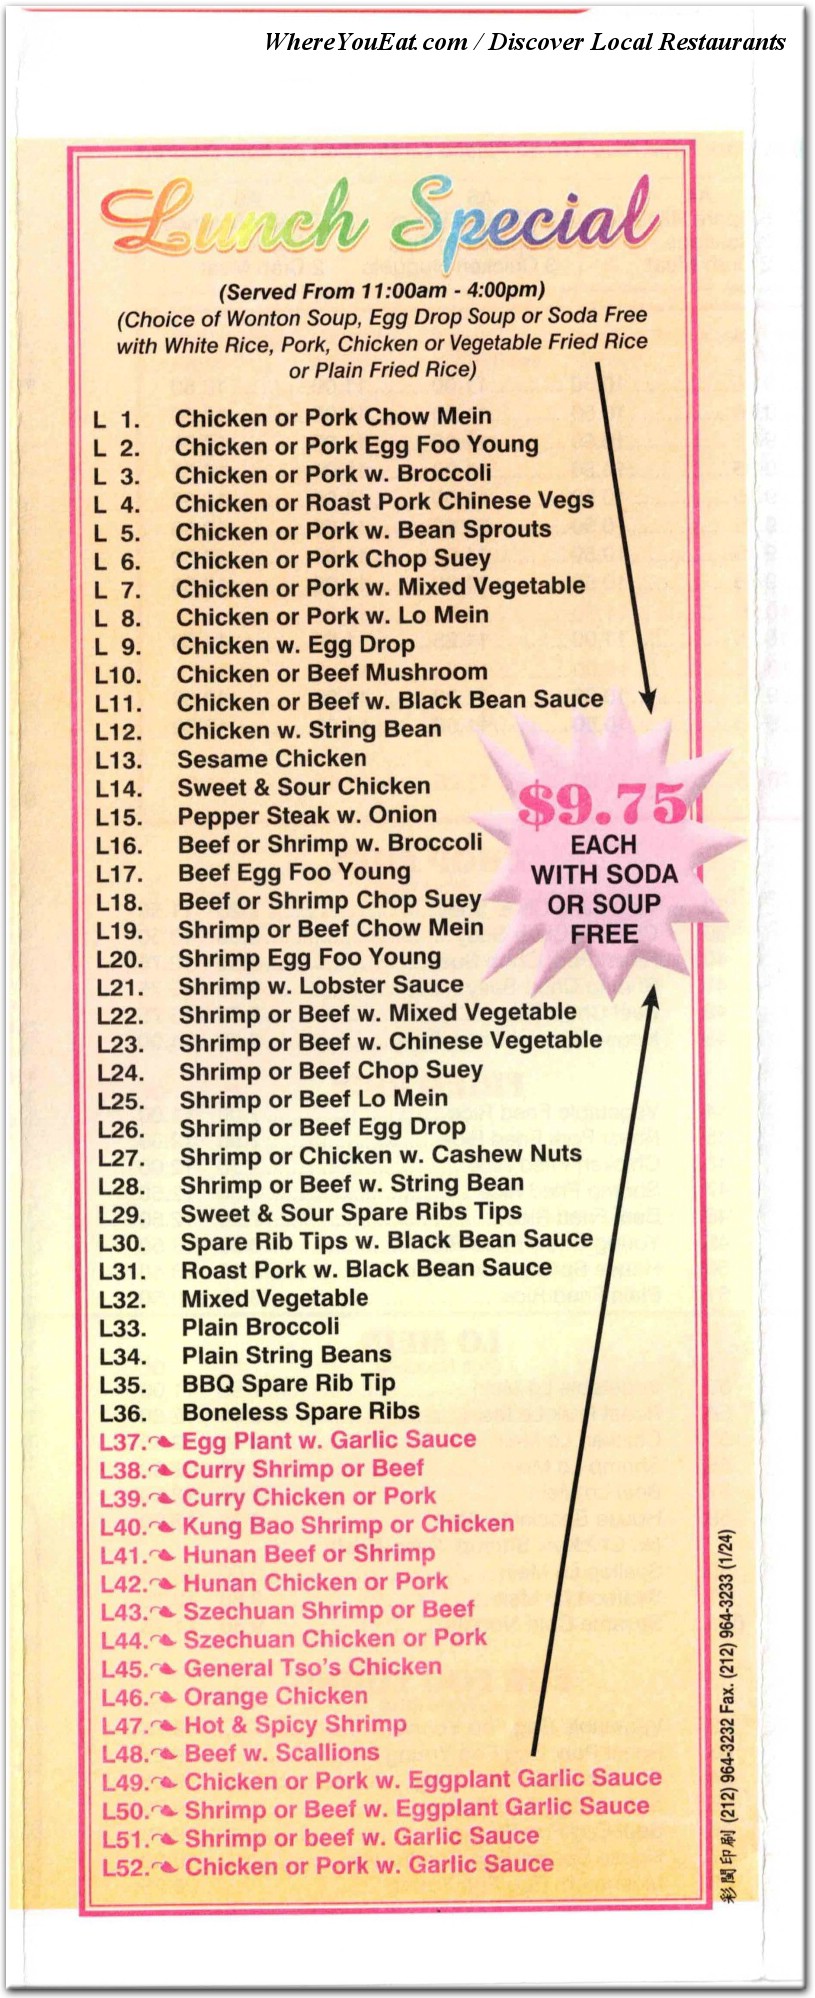 WhereYouEat.com / Discover Local Restaurants
Lunch Special
(Served From 11:00am - 4:00pm)
(Choice of Wonton Soup, Egg Drop Soup or Soda Free
with White Rice, Pork, Chicken or Vegetable Fried Rice
or Plain Fried Rice)
L 1. Chicken or Pork Chow Mein
L 2. Chicken or Pork Egg Foo Young
L 3. Chicken or Pork w. Broccoli
L 4. Chicken or Roast Pork Chinese Vegs
L 5. Chicken or Pork w. Bean Sprouts
L 6. Chicken or Pork Chop Suey
L 7. Chicken or Pork w. Mixed Vegetable
L 8. Chicken or Pork w. Lo Mein
L 9. Chicken w. Egg Drop
L10. Chicken or Beef Mushroom
L11. Chicken or Beef w. Black Bean Sauce
L12. Chicken w. String Bean
L13. Sesame Chicken
L14. Sweet & Sour Chicken
L15. Pepper Steak w. Onion
L16. Beef or Shrimp w. Broccoli
L17. Beef Egg Foo Young
L18. Beef or Shrimp Chop Suey
L19. Shrimp or Beef Chow Mein
L20. Shrimp Egg Foo Young
L21. Shrimp w. Lobster Sauce
L22. Shrimp or Beef w. Mixed Vegetable
L23. Shrimp or Beef w. Chinese Vegetable
L24. Shrimp or Beef Chop Suey
L25. Shrimp or Beef Lo Mein
L26. Shrimp or Beef Egg Drop
L27. Shrimp or Chicken w. Cashew Nuts
L28. Shrimp or Beef w. String Bean
L29. Sweet & Sour Spare Ribs Tips
L30. Spare Rib Tips w. Black Bean Sauce
L31. Roast Pork w. Black Bean Sauce
L32. Mixed Vegetable
L33. Plain Broccoli
L34. Plain String Beans
L35. BBQ Spare Rib Tip
L36. Boneless Spare Ribs
L37. Egg Plant w. Garlic Sauce
L38. Curry Shrimp or Beef
L39. Curry Chicken or Pork
L40. Kung Bao Shrimp or Chicken
L41. Hunan Beef or Shrimp
L42. Hunan Chicken or Pork
L43. Szechuan Shrimp or Beef
L44. Szechuan Chicken or Pork
L45. General Tso's Chicken
L46. Orange Chicken
L47. Hot & Spicy Shrimp
L48. Beef w. Scallions
L49. Chicken or Pork w. Eggplant Garlic Sauce
L50. Shrimp or Beef w. Eggplant Garlic Sauce
L51. Shrimp or beef w. Garlic Sauce
L52. Chicken or Pork w. Garlic Sauce
$9.75
EACH
WITH SODA
OR SOUP
FREE
彩閣印刷 (212) 964-3232 Fax. (212) 964-3233 (1/24)